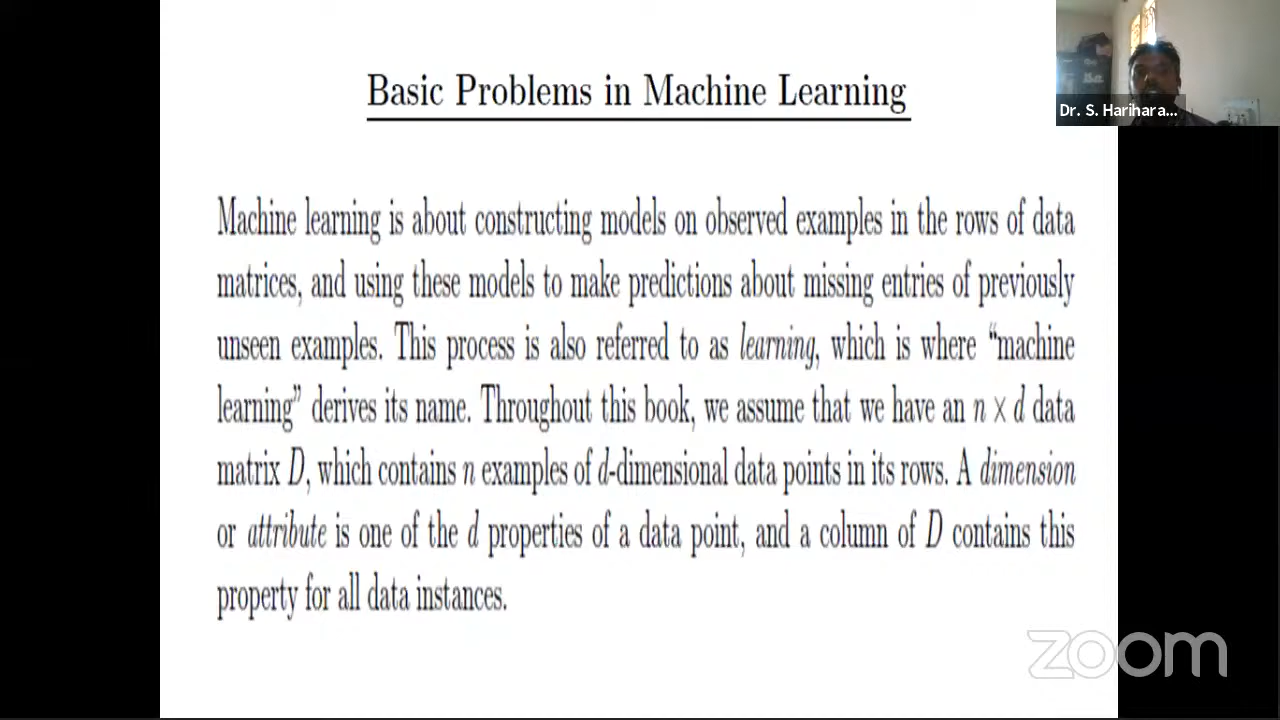 Basic Problems in Machine Learning
Dr. S. Harihara...
Machine learning is about constructing models on observed examples in the rows of data
matrices, and using these models to make predictions about missing entries of previously
unseen examples. This process is also referred to as learning, which is where “machine
learning” derives its name. Throughout this book, we assume that we have an n × d data
matrix D, which contains n examples of d-dimensional data points in its rows. A dimension
or attribute is one of the d properties of a data point, and a column of D contains this
property for all data instances.
zoom